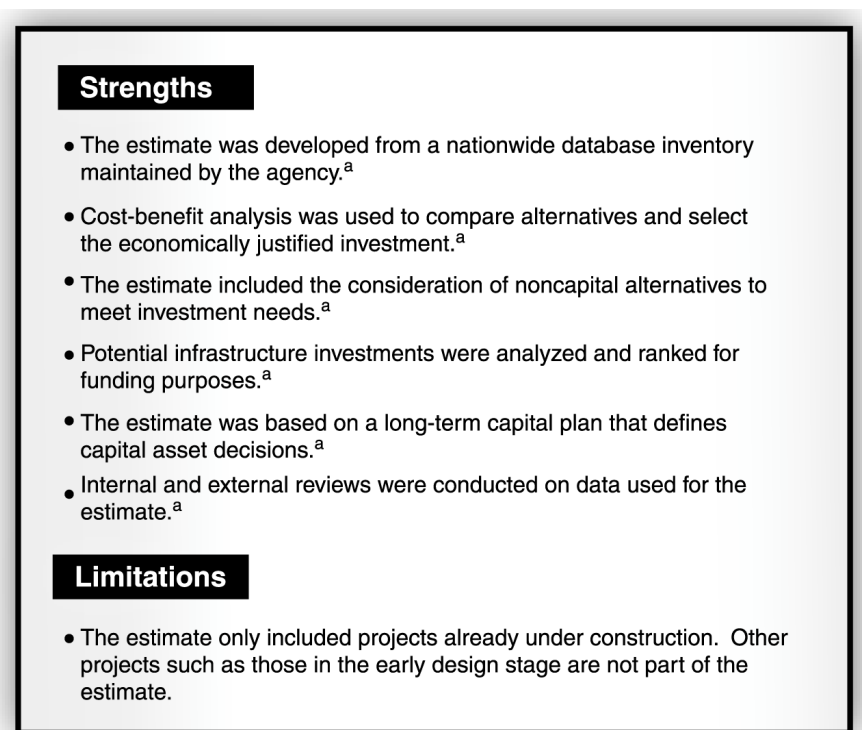 Strengths
• The estimate was developed from a nationwide database inventory
maintained by the agency.ᵃ
• Cost-benefit analysis was used to compare alternatives and select
the economically justified investment.ᵃ
• The estimate included the consideration of noncapital alternatives to
meet investment needs.ᵃ
• Potential infrastructure investments were analyzed and ranked for
funding purposes.ᵃ
• The estimate was based on a long-term capital plan that defines
capital asset decisions.ᵃ
• Internal and external reviews were conducted on data used for the
estimate.ᵃ
Limitations
• The estimate only included projects already under construction.  Other
projects such as those in the early design stage are not part of the
estimate.